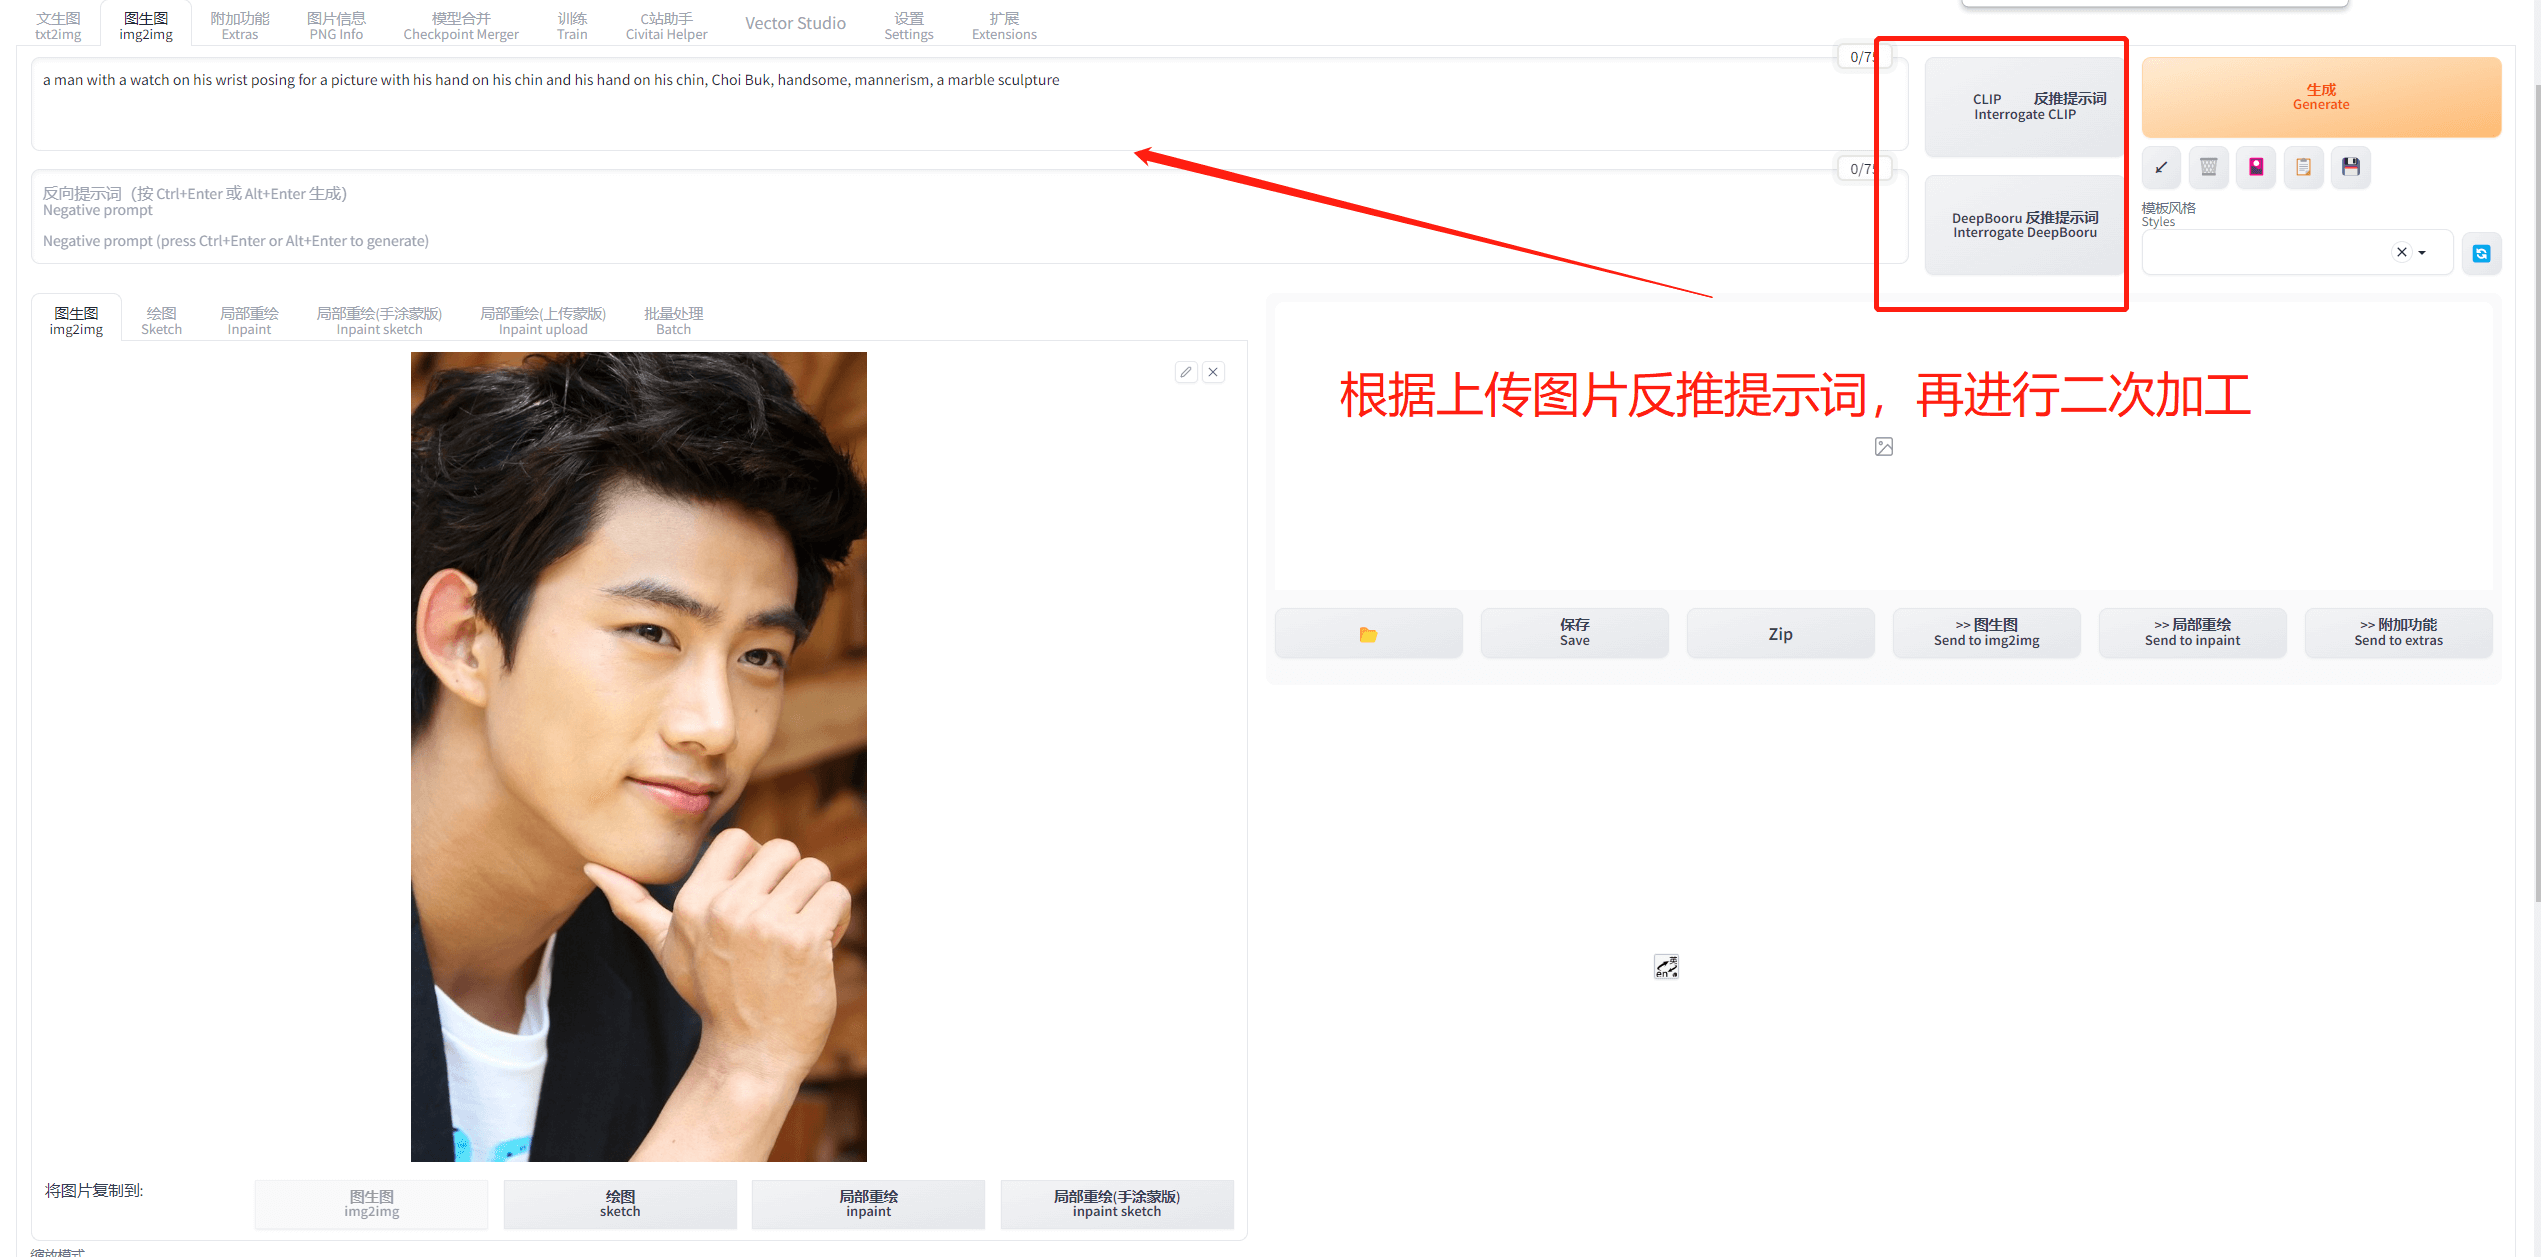 文生图
txt2img
图生图
img2img
附加功能
Extras
图片信息
PNG Info
模型合并
Checkpoint Merger
训练
Train
C站助手
Civitai Helper
Vector Studio
设置
Settings
扩展
Extensions
0/75
a man with a watch on his wrist posing for a picture with his hand on his chin and his hand on his chin, Choi Buk, handsome, mannerism, a marble sculpture
CLIP 反推提示词
Interrogate CLIP
生成
Generate
0/75
反向提示词（按 Ctrl+Enter 或 Alt+Enter 生成）
Negative prompt
Negative prompt (press Ctrl+Enter or Alt+Enter to generate)
DeepBooru 反推提示词
Interrogate DeepBooru
模板风格
Styles
图生图
img2img
绘图
Sketch
局部重绘
Inpaint
局部重绘(手涂蒙版)
Inpaint sketch
局部重绘(上传蒙版)
Inpaint upload
批量处理
Batch
根据上传图片反推提示词，再进行二次加工
保存
Save
Zip
>> 图生图
Send to img2img
>> 局部重绘
Send to inpaint
>> 附加功能
Send to extras
英
en
将图片复制到:
图生图
img2img
绘图
sketch
局部重绘
inpaint
局部重绘(手涂蒙版)
inpaint sketch
缩放模式